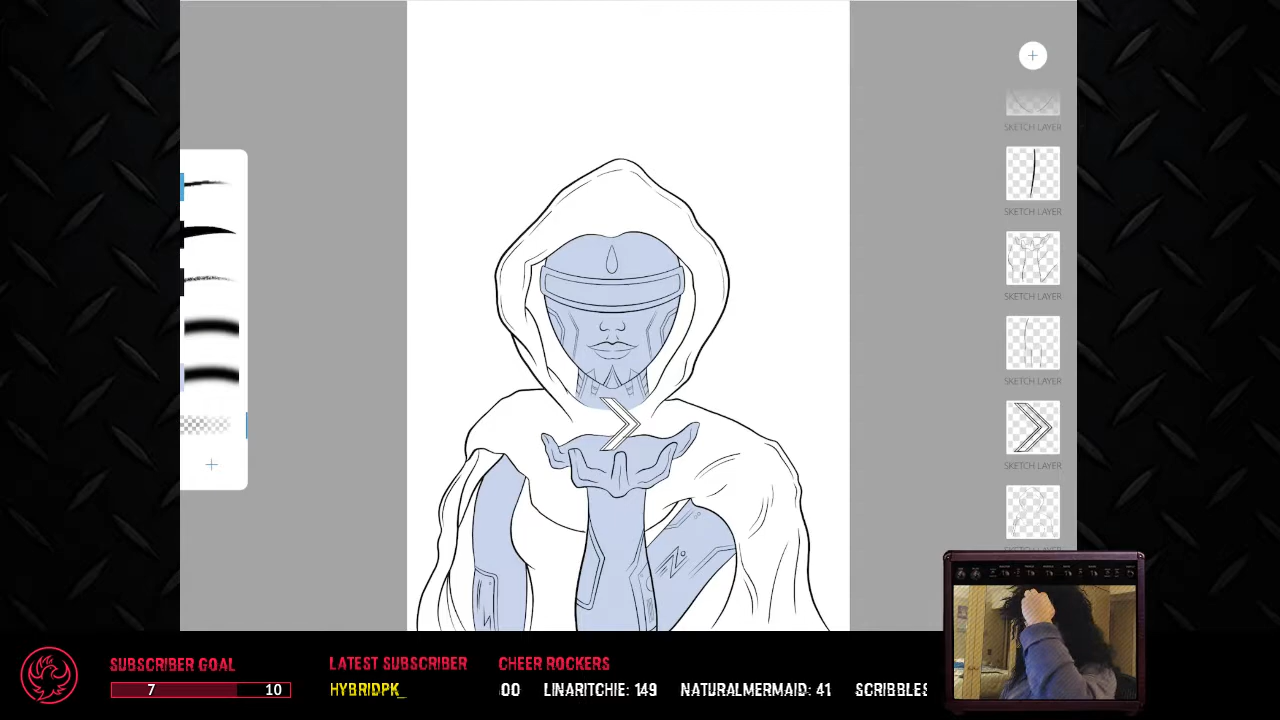 SKETCH LAYER
SKETCH LAYER
SKETCH LAYER
SKETCH LAYER
SKETCH LAYER
SUBSCRIBER GOAL
7 10
LATEST SUBSCRIBER
HYBRIDPK_
CHEER ROCKERS
00 LINARITCHIE: 149 NATURALMERMAID: 41 SCRIBBLES